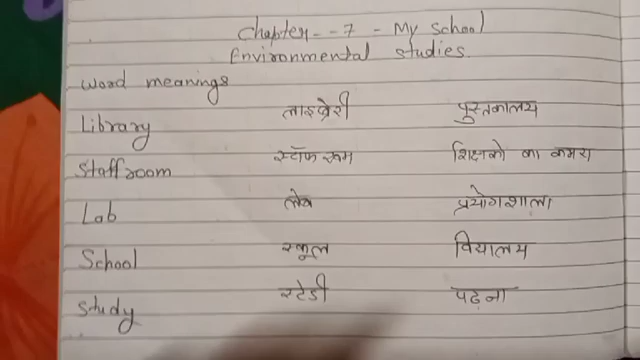 Chapter - 7 - My School
Environmental studies
word meanings
Library लाइब्रेरी पुस्तकालय
Staffroom स्टॉफ रूम शिक्षको का कमरा
Lab लेब प्रयोगशाला
School स्कूल विद्यालय
Study स्टेडी पढ़ना